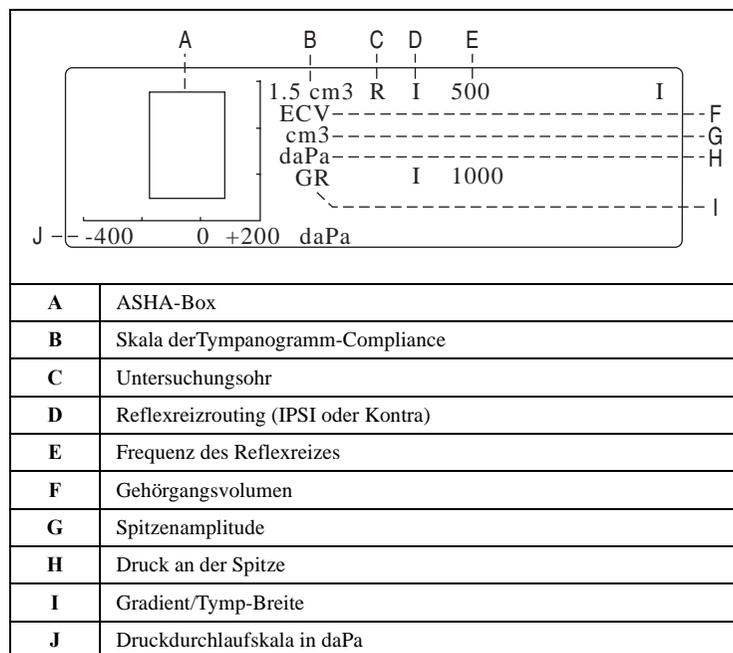 A B C D E
1.5 cm3 R I 500 I
ECV F
cm3 G
daPa H
GR I 1000
I
J -400 0 +200 daPa
A ASHA-Box
B Skala derTympanogramm-Compliance
C Untersuchungsohr
D Reflexreizrouting (IPSI oder Kontra)
E Frequenz des Reflexreizes
F Gehörgangsvolumen
G Spitzenamplitude
H Druck an der Spitze
I Gradient/Tymp-Breite
J Druckdurchlaufskala in daPa